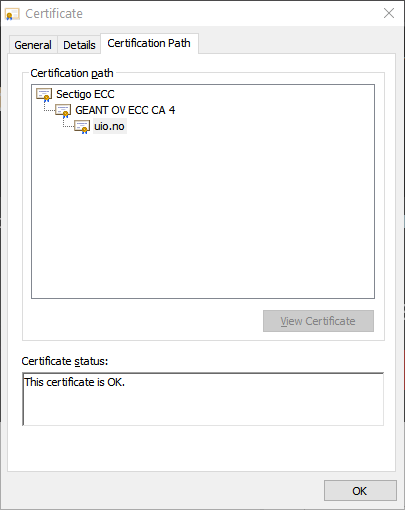 Certificate
General
Details
Certification Path
Certification path
Sectigo ECC
GEANT OV ECC CA 4
uio.no
View Certificate
Certificate status:
This certificate is OK.
OK